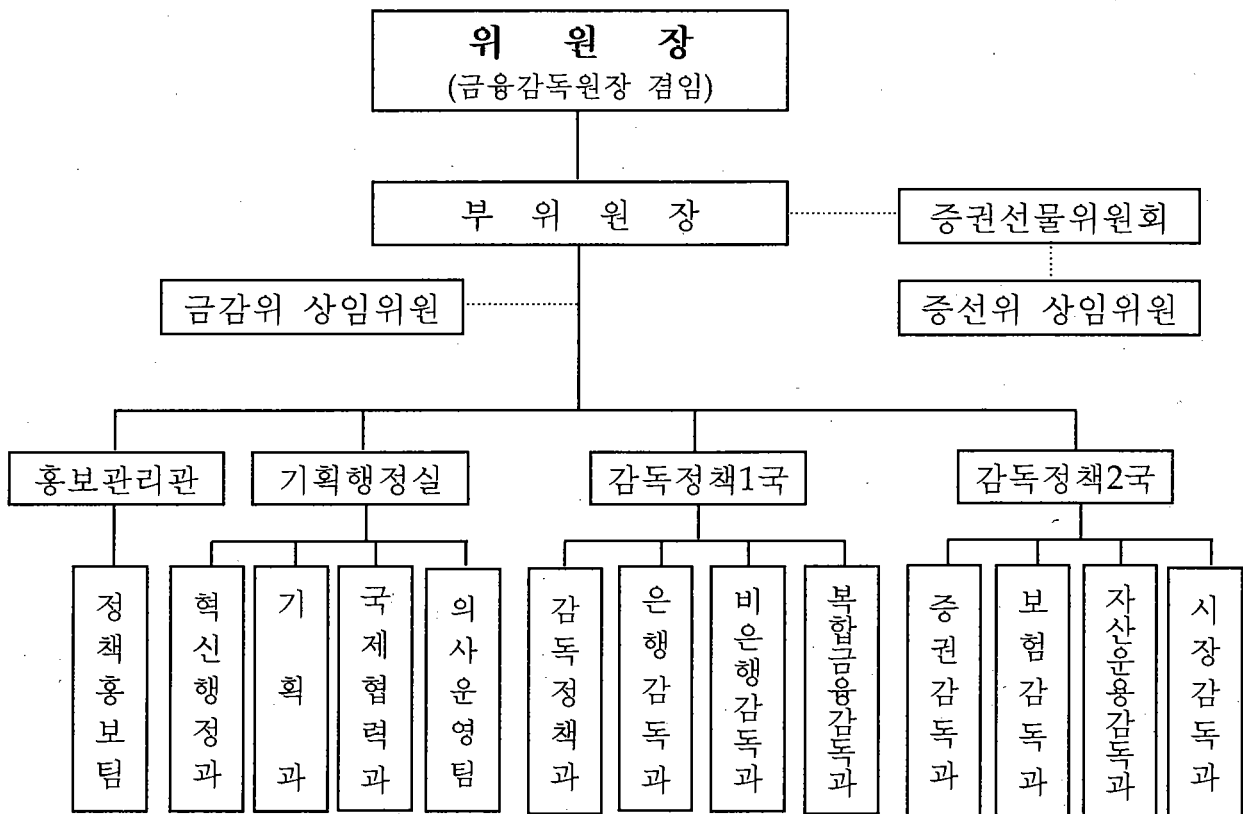 위 원 장
(금융감독원장 겸임)
부 위 원 장
증권선물위원회
금감위 상임위원
증선위 상임위원
홍보관리관
기획행정실
감독정책1국
감독정책2국
정책홍보팀
혁신행정과
기획과
국제협력과
의사운영팀
감독정책과
은행감독과
비은행감독과
복합금융감독과
증권감독과
보험감독과
자산운용감독과
시장감독과